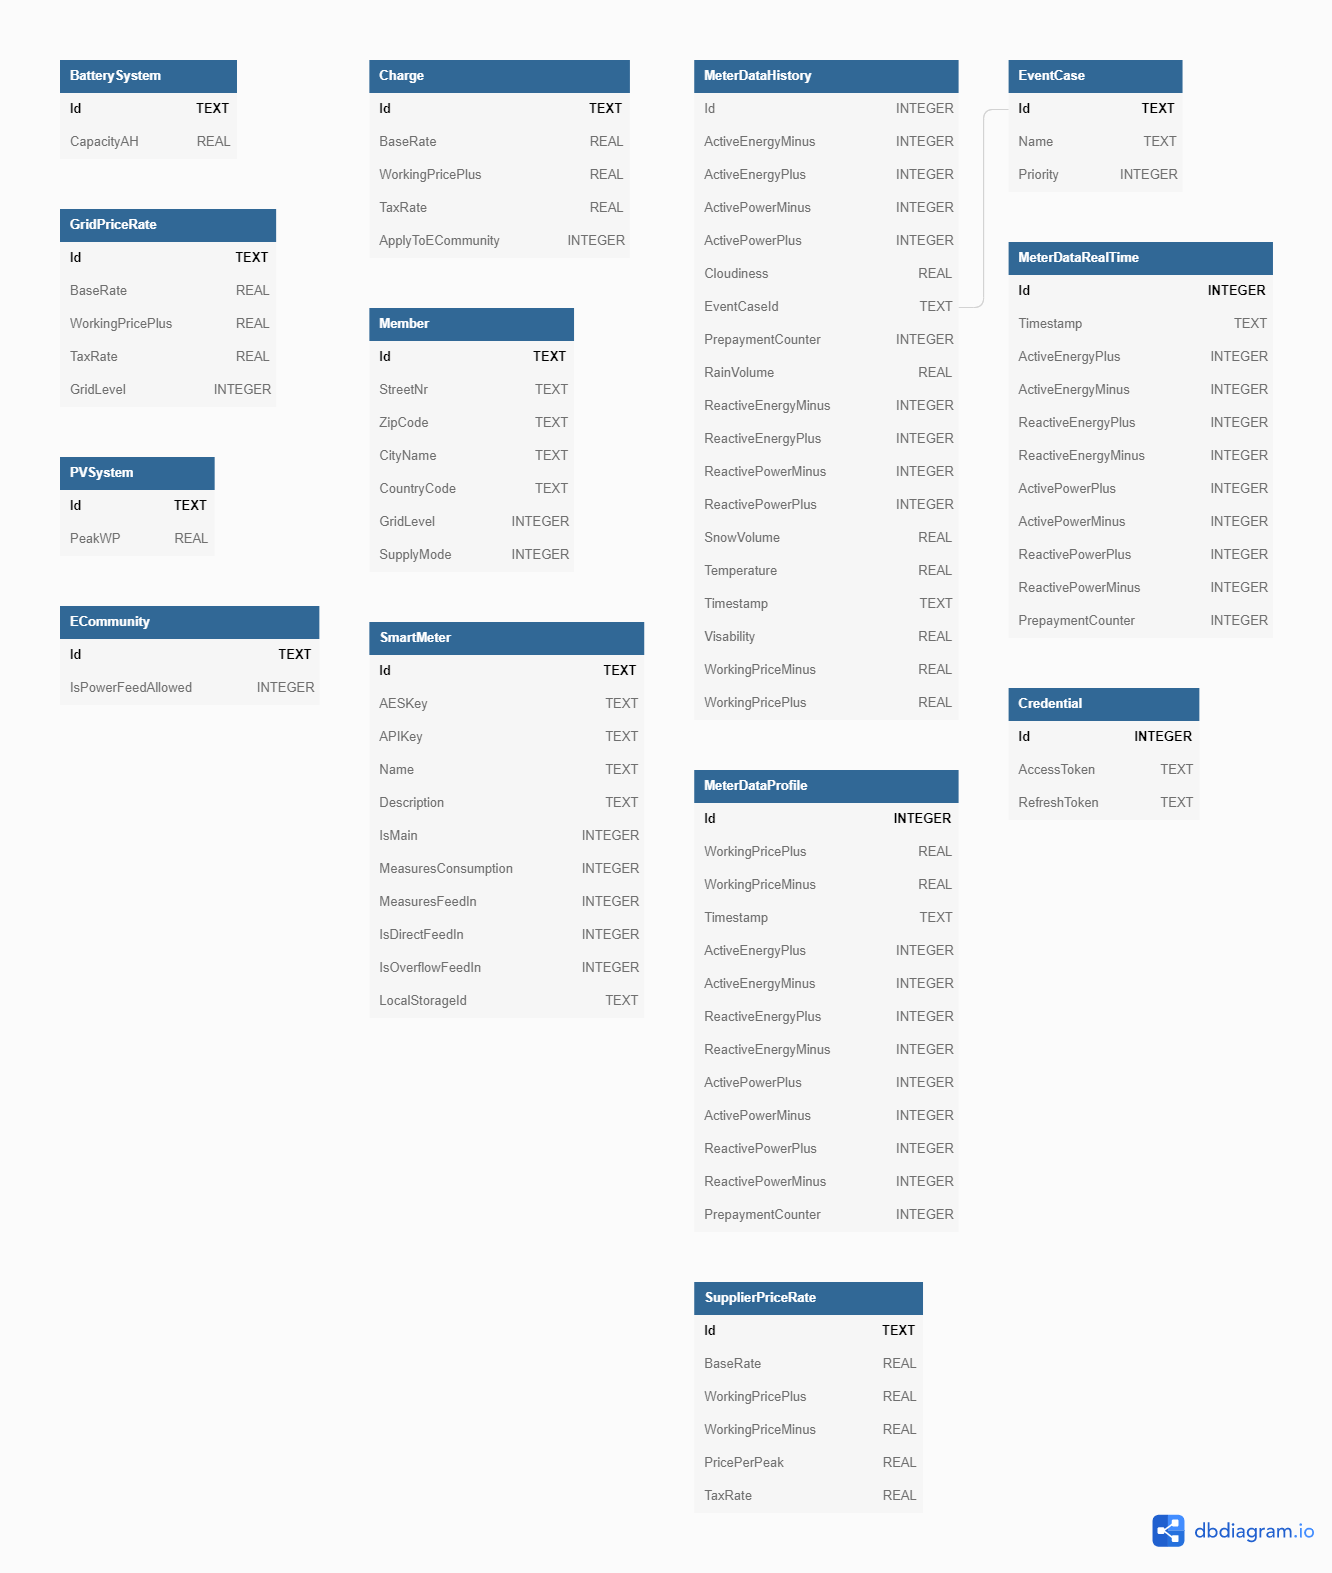 BatterySystem
Id TEXT
CapacityAH REAL
GridPriceRate
Id TEXT
BaseRate REAL
WorkingPricePlus REAL
TaxRate REAL
GridLevel INTEGER
PVSystem
Id TEXT
PeakWP REAL
ECommunity
Id TEXT
IsPowerFeedAllowed INTEGER
Charge
Id TEXT
BaseRate REAL
WorkingPricePlus REAL
TaxRate REAL
ApplyToECommunity INTEGER
Member
Id TEXT
StreetNr TEXT
ZipCode TEXT
CityName TEXT
CountryCode TEXT
GridLevel INTEGER
SupplyMode INTEGER
SmartMeter
Id TEXT
AESKey TEXT
APIKey TEXT
Name TEXT
Description TEXT
IsMain INTEGER
MeasuresConsumption INTEGER
MeasuresFeedIn INTEGER
IsDirectFeedIn INTEGER
IsOverflowFeedIn INTEGER
LocalStorageId TEXT
MeterDataHistory
Id INTEGER
ActiveEnergyMinus INTEGER
ActiveEnergyPlus INTEGER
ActivePowerMinus INTEGER
ActivePowerPlus INTEGER
Cloudiness REAL
EventCaseId TEXT
PrepaymentCounter INTEGER
RainVolume REAL
ReactiveEnergyMinus INTEGER
ReactiveEnergyPlus INTEGER
ReactivePowerMinus INTEGER
ReactivePowerPlus INTEGER
SnowVolume REAL
Temperature REAL
Timestamp TEXT
Visability REAL
WorkingPriceMinus REAL
WorkingPricePlus REAL
MeterDataProfile
Id INTEGER
WorkingPricePlus REAL
WorkingPriceMinus REAL
Timestamp TEXT
ActiveEnergyPlus INTEGER
ActiveEnergyMinus INTEGER
ReactiveEnergyPlus INTEGER
ReactiveEnergyMinus INTEGER
ActivePowerPlus INTEGER
ActivePowerMinus INTEGER
ReactivePowerPlus INTEGER
ReactivePowerMinus INTEGER
PrepaymentCounter INTEGER
SupplierPriceRate
Id TEXT
BaseRate REAL
WorkingPricePlus REAL
WorkingPriceMinus REAL
PricePerPeak REAL
TaxRate REAL
EventCase
Id TEXT
Name TEXT
Priority INTEGER
MeterDataRealTime
Id INTEGER
Timestamp TEXT
ActiveEnergyPlus INTEGER
ActiveEnergyMinus INTEGER
ReactiveEnergyPlus INTEGER
ReactiveEnergyMinus INTEGER
ActivePowerPlus INTEGER
ActivePowerMinus INTEGER
ReactivePowerPlus INTEGER
ReactivePowerMinus INTEGER
PrepaymentCounter INTEGER
Credential
Id INTEGER
AccessToken TEXT
RefreshToken TEXT
dbdiagram.io